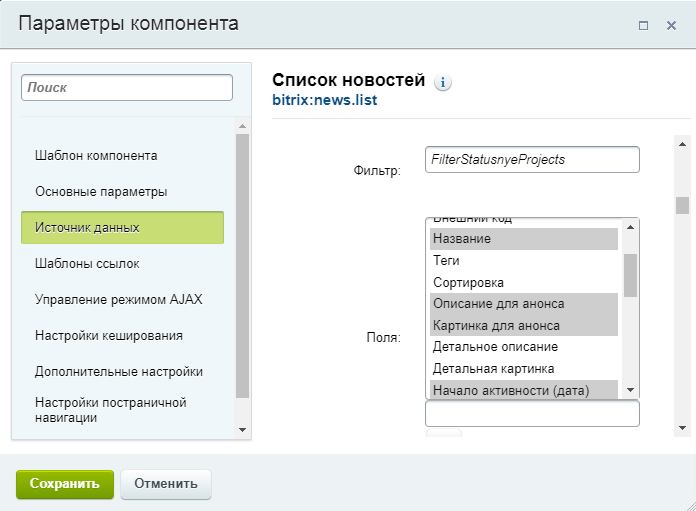 Параметры компонента
Поиск
Шаблон компонента
Основные параметры
Источник данных
Шаблоны ссылок
Управление режимом AJAX
Настройки кеширования
Дополнительные настройки
Настройки постраничной
навигации
Список новостей
bitrix:news.list
Фильтр:
FilterStatusnyeProjects
Поля:
Внешний код
Название
Теги
Сортировка
Описание для анонса
Картинка для анонса
Детальное описание
Детальная картинка
Начало активности (дата)
Сохранить
Отменить